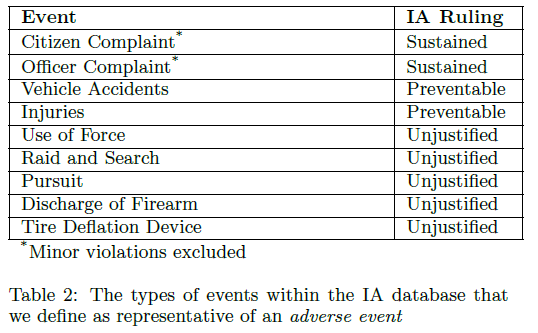 Event IA Ruling
Citizen Complaint* Sustained
Officer Complaint* Sustained
Vehicle Accidents Preventable
Injuries Preventable
Use of Force Unjustified
Raid and Search Unjustified
Pursuit Unjustified
Discharge of Firearm Unjustified
Tire Deflation Device Unjustified
*Minor violations excluded
Table 2: The types of events within the IA database that
we define as representative of an adverse event